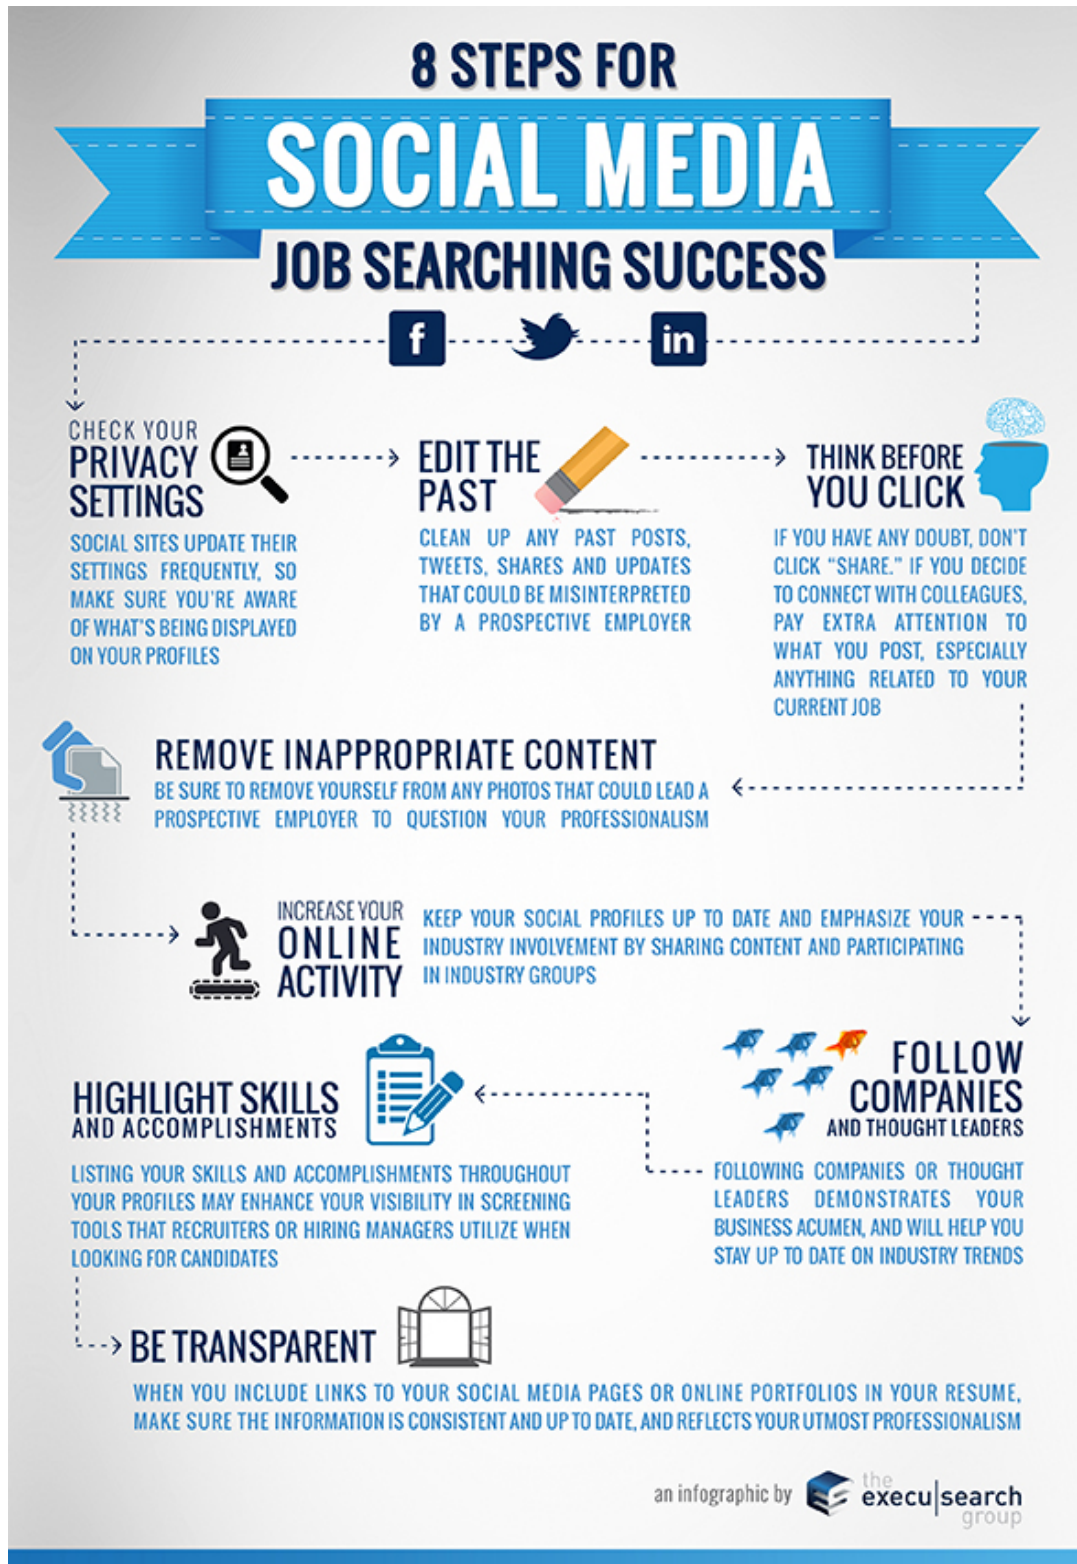 8 STEPS FOR
SOCIAL MEDIA
JOB SEARCHING SUCCESS
f
in
CHECK YOUR
PRIVACY
SETTINGS
SOCIAL SITES UPDATE THEIR
SETTINGS FREQUENTLY, SO
MAKE SURE YOU'RE AWARE
OF WHAT'S BEING DISPLAYED
ON YOUR PROFILES
EDIT THE
PAST
CLEAN UP ANY PAST POSTS,
TWEETS, SHARES AND UPDATES
THAT COULD BE MISINTERPRETED
BY A PROSPECTIVE EMPLOYER
THINK BEFORE
YOU CLICK
IF YOU HAVE ANY DOUBT, DON'T
CLICK "SHARE." IF YOU DECIDE
TO CONNECT WITH COLLEAGUES,
PAY EXTRA ATTENTION TO
WHAT YOU POST, ESPECIALLY
ANYTHING RELATED TO YOUR
CURRENT JOB
REMOVE INAPPROPRIATE CONTENT
BE SURE TO REMOVE YOURSELF FROM ANY PHOTOS THAT COULD LEAD A
PROSPECTIVE EMPLOYER TO QUESTION YOUR PROFESSIONALISM
INCREASE YOUR
ONLINE
ACTIVITY
KEEP YOUR SOCIAL PROFILES UP TO DATE AND EMPHASIZE YOUR
INDUSTRY INVOLVEMENT BY SHARING CONTENT AND PARTICIPATING
IN INDUSTRY GROUPS
FOLLOW
COMPANIES
AND THOUGHT LEADERS
FOLLOWING COMPANIES OR THOUGHT
LEADERS DEMONSTRATES YOUR
BUSINESS ACUMEN, AND WILL HELP YOU
STAY UP TO DATE ON INDUSTRY TRENDS
HIGHLIGHT SKILLS
AND ACCOMPLISHMENTS
LISTING YOUR SKILLS AND ACCOMPLISHMENTS THROUGHOUT
YOUR PROFILES MAY ENHANCE YOUR VISIBILITY IN SCREENING
TOOLS THAT RECRUITERS OR HIRING MANAGERS UTILIZE WHEN
LOOKING FOR CANDIDATES
BE TRANSPARENT
WHEN YOU INCLUDE LINKS TO YOUR SOCIAL MEDIA PAGES OR ONLINE PORTFOLIOS IN YOUR RESUME,
MAKE SURE THE INFORMATION IS CONSISTENT AND UP TO DATE, AND REFLECTS YOUR UTMOST PROFESSIONALISM
an infographic by
the
execu|search
group